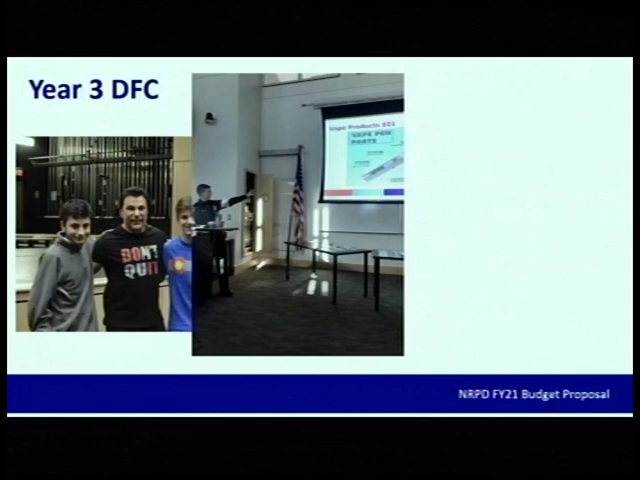 Year 3 DFC
Vape Products 101
VAPE PEN
PARTS
DON'T
QUIT
NRPD FY21 Budget Proposal